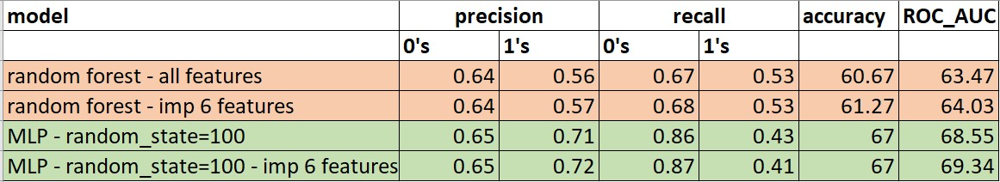 model precision recall accuracy ROC_AUC
0's 1's 0's 1's
random forest - all features 0.64 0.56 0.67 0.53 60.67 63.47
random forest - imp 6 features 0.64 0.57 0.68 0.53 61.27 64.03
MLP - random_state=100 0.65 0.71 0.86 0.43 67 68.55
MLP - random_state=100 - imp 6 features 0.65 0.72 0.87 0.41 67 69.34